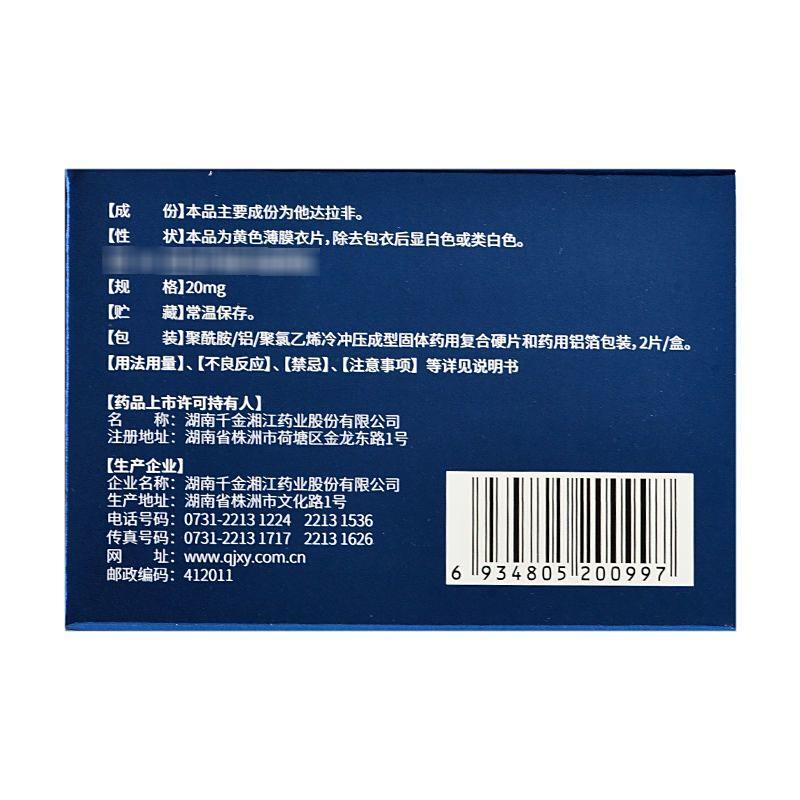 【成　　份】本品主要成份为他达拉非。
【性　　状】本品为黄色薄膜衣片,除去包衣后显白色或类白色。
【规　　格】20mg
【贮　　藏】常温保存。
【包　　装】聚酰胺/铝/聚氯乙烯冷冲压成型固体药用复合硬片和药用铝箔包装,2片/盒。
【用法用量】、【不良反应】、【禁忌】、【注意事项】等详见说明书
【药品上市许可持有人】
名　　称：湖南千金湘江药业股份有限公司
注册地址：湖南省株洲市荷塘区金龙东路1号
【生产企业】
企业名称：湖南千金湘江药业股份有限公司
生产地址：湖南省株洲市文化路1号
电话号码：0731-2213 1224　2213 1536
传真号码：0731-2213 1717　2213 1626
网　　址：www.qjxy.com.cn
邮政编码：412011
6 934805 200997